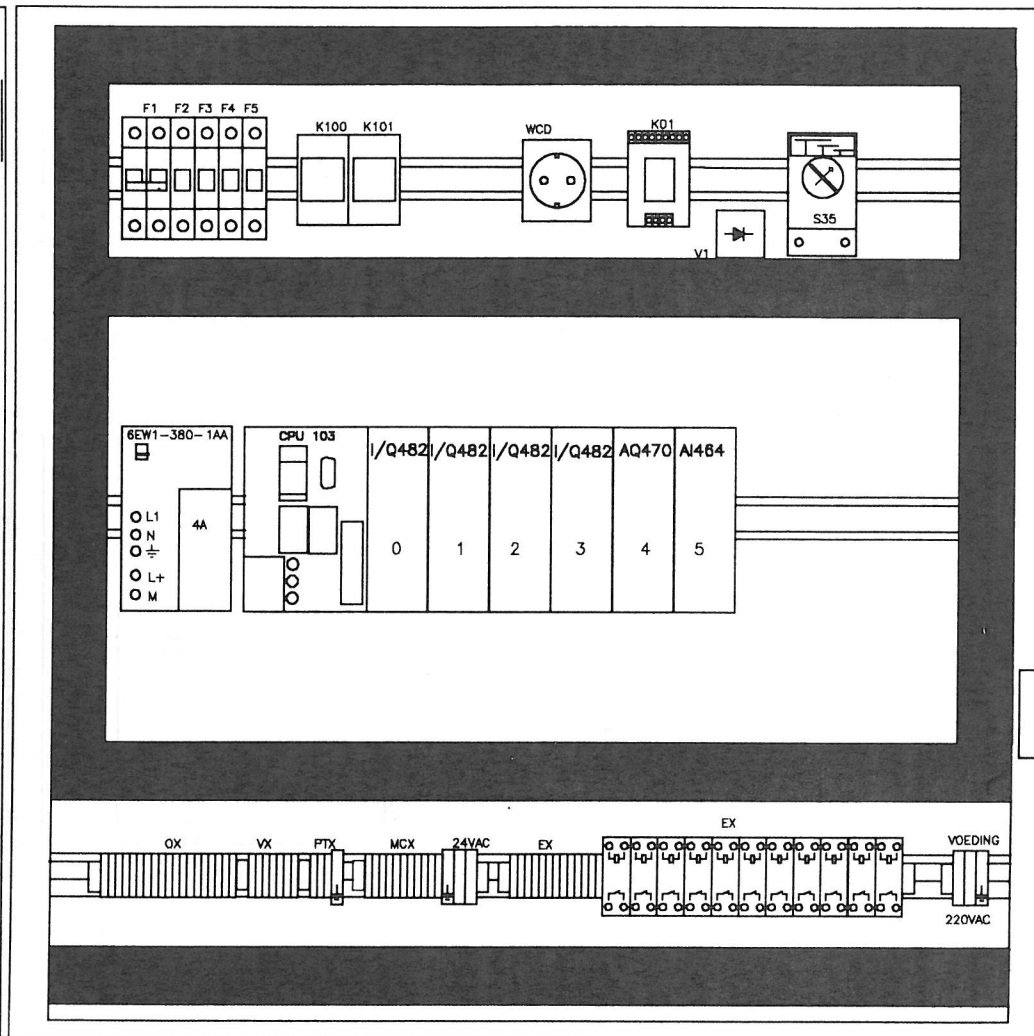 F1 F2 F3 F4 F5
K100 K101
WCD
K01
S35
V1
6EW1-380-1AA
L1
N
L+
M
4A
CPU 103
I/Q482 I/Q482 I/Q482 I/Q482 AQ470 AI464
0 1 2 3 4 5
OX VX PTX MCX 24VAC EX EX VOEDING
220VAC